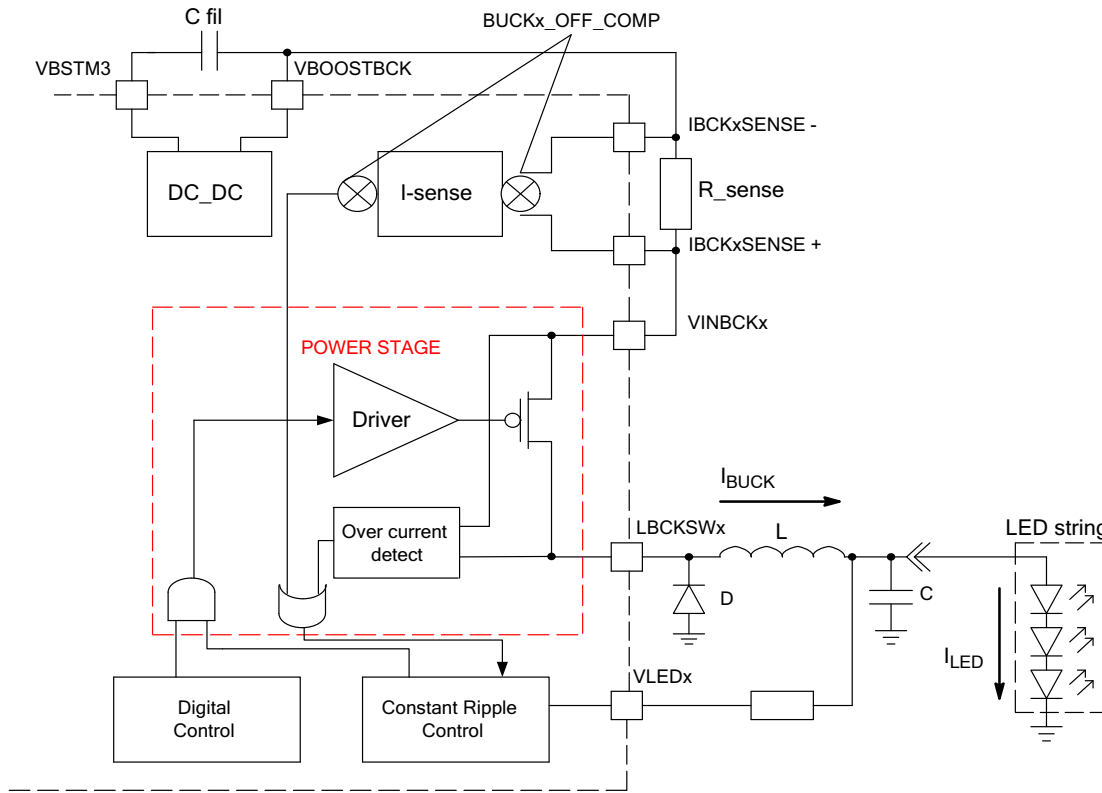 C fil
BUCKx_OFF_COMP
VBSTM3
VBOOSTBCK
IBCKxSENSE -
DC_DC
I-sense
R_sense
IBCKxSENSE +
VINBCKx
POWER STAGE
Driver
IBUCK
Over current
detect
LBCKSWx
L
LED string
D
C
ILED
VLEDx
Digital
Control
Constant Ripple
Control